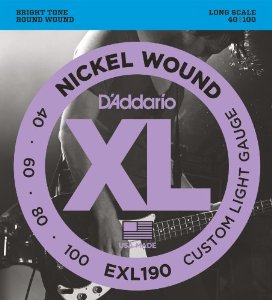 BRIGHT TONE
ROUND WOUND
LONG SCALE
40 | 100
NICKEL WOUND
D'Addario
XL
USA MADE
40 • 60 • 80 • 100
EXL190
CUSTOM LIGHT GAUGE